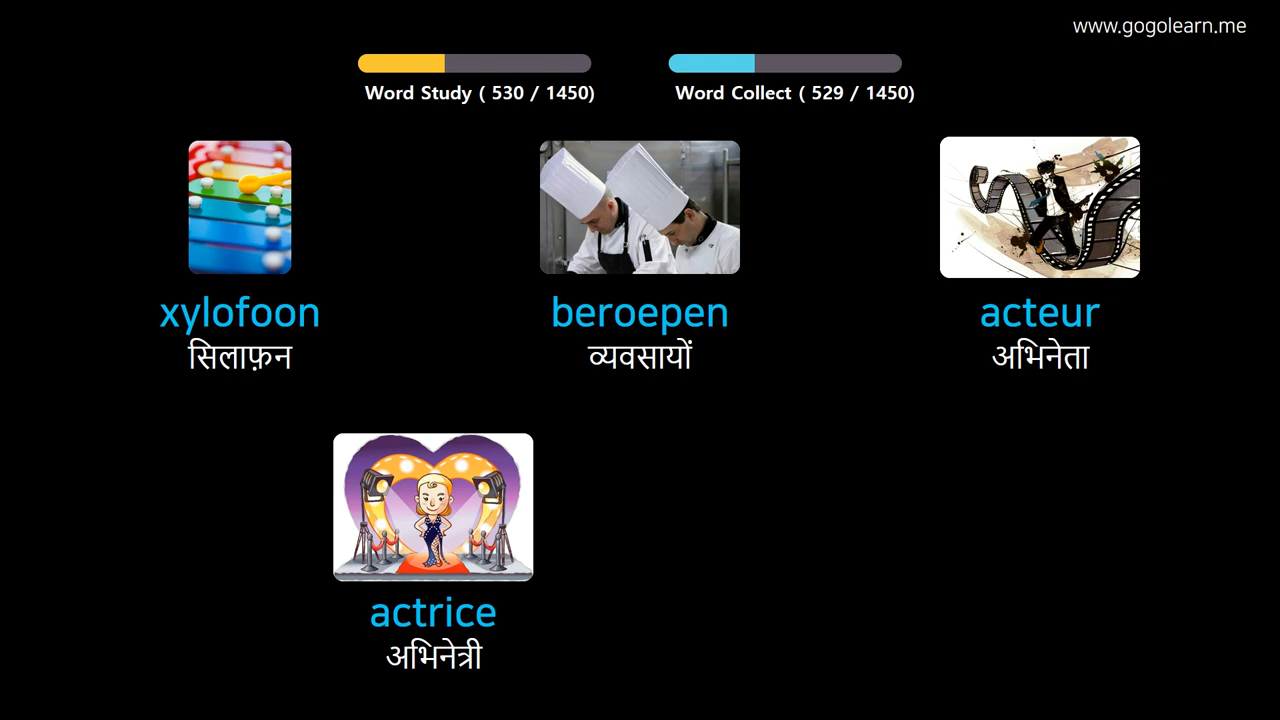 www.gogolearn.me
Word Study ( 530 / 1450)
Word Collect ( 529 / 1450)
xylofoon
सिलाफ़न
beroepen
व्यवसायों
acteur
अभिनेता
actrice
अभिनेत्री